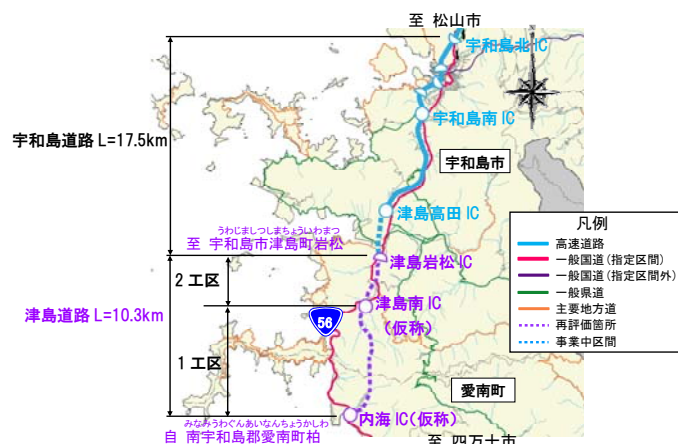 至 松山市
宇和島北 IC
宇和島南 IC
宇和島道路 L=17.5km
宇和島市
津島高田 IC
うわじましつしまちょういわまつ
至 宇和島市津島町岩松
津島岩松 IC
2 工区
津島道路 L=10.3km
津島南 IC
(仮称)
56
1 工区
愛南町
内海 IC(仮称)
みなみうわぐんあいなんちょうかしわ
自 南宇和島郡愛南町柏
至 四万十市
凡例
高速道路
一般国道(指定区間)
一般国道(指定区間外)
一般県道
主要地方道
再評価箇所
事業中区間